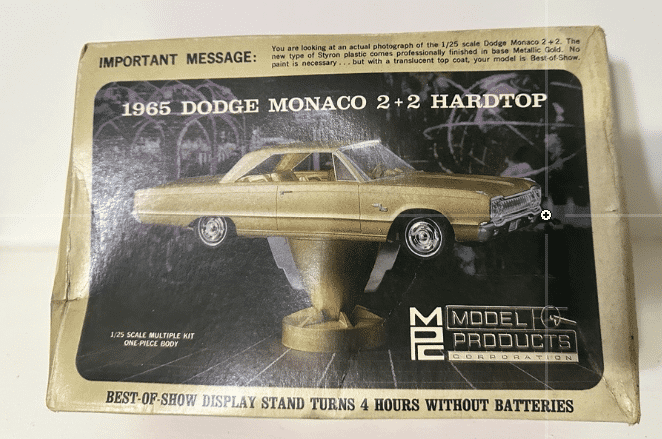 IMPORTANT MESSAGE:
You are looking at an actual photograph of the 1/25 scale Dodge Monaco 2+2. The
new type of Styron plastic comes professionally finished in base Metallic Gold. No
paint is necessary... but with a translucent top coat, your model is Best-of-Show.
1965 DODGE MONACO 2+2 HARDTOP
1/25 SCALE MULTIPLE KIT
ONE-PIECE BODY
MPC
MODEL
PRODUCTS
CORPORATION
BEST-OF-SHOW DISPLAY STAND TURNS 4 HOURS WITHOUT BATTERIES